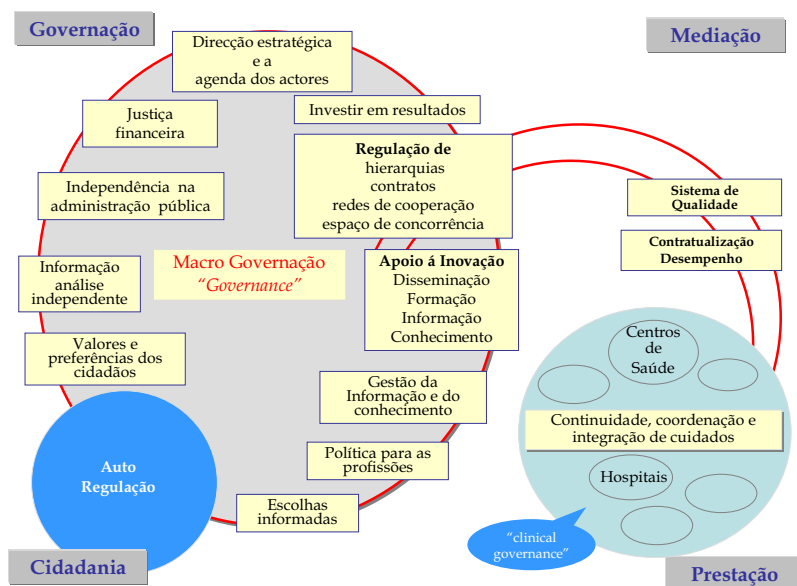 Governação
Mediação
Direcção estratégica
e a
agenda dos actores
Investir em resultados
Justiça
financeira
Regulação de
hierarquias
contratos
redes de cooperação
espaço de concorrência
Independência na
administração pública
Sistema de
Qualidade
Contratualização
Desempenho
Macro Governação
“Governance”
Apoio á Inovação
Disseminação
Formação
Informação
Conhecimento
Informação
análise
independente
Valores e
preferências dos
cidadãos
Centros
de
Saúde
Gestão da
Informação e do
conhecimento
Continuidade, coordenação e
integração de cuidados
Política para as
profissões
Auto
Regulação
Hospitais
Escolhas
informadas
“clinical
governance”
Cidadania
Prestação